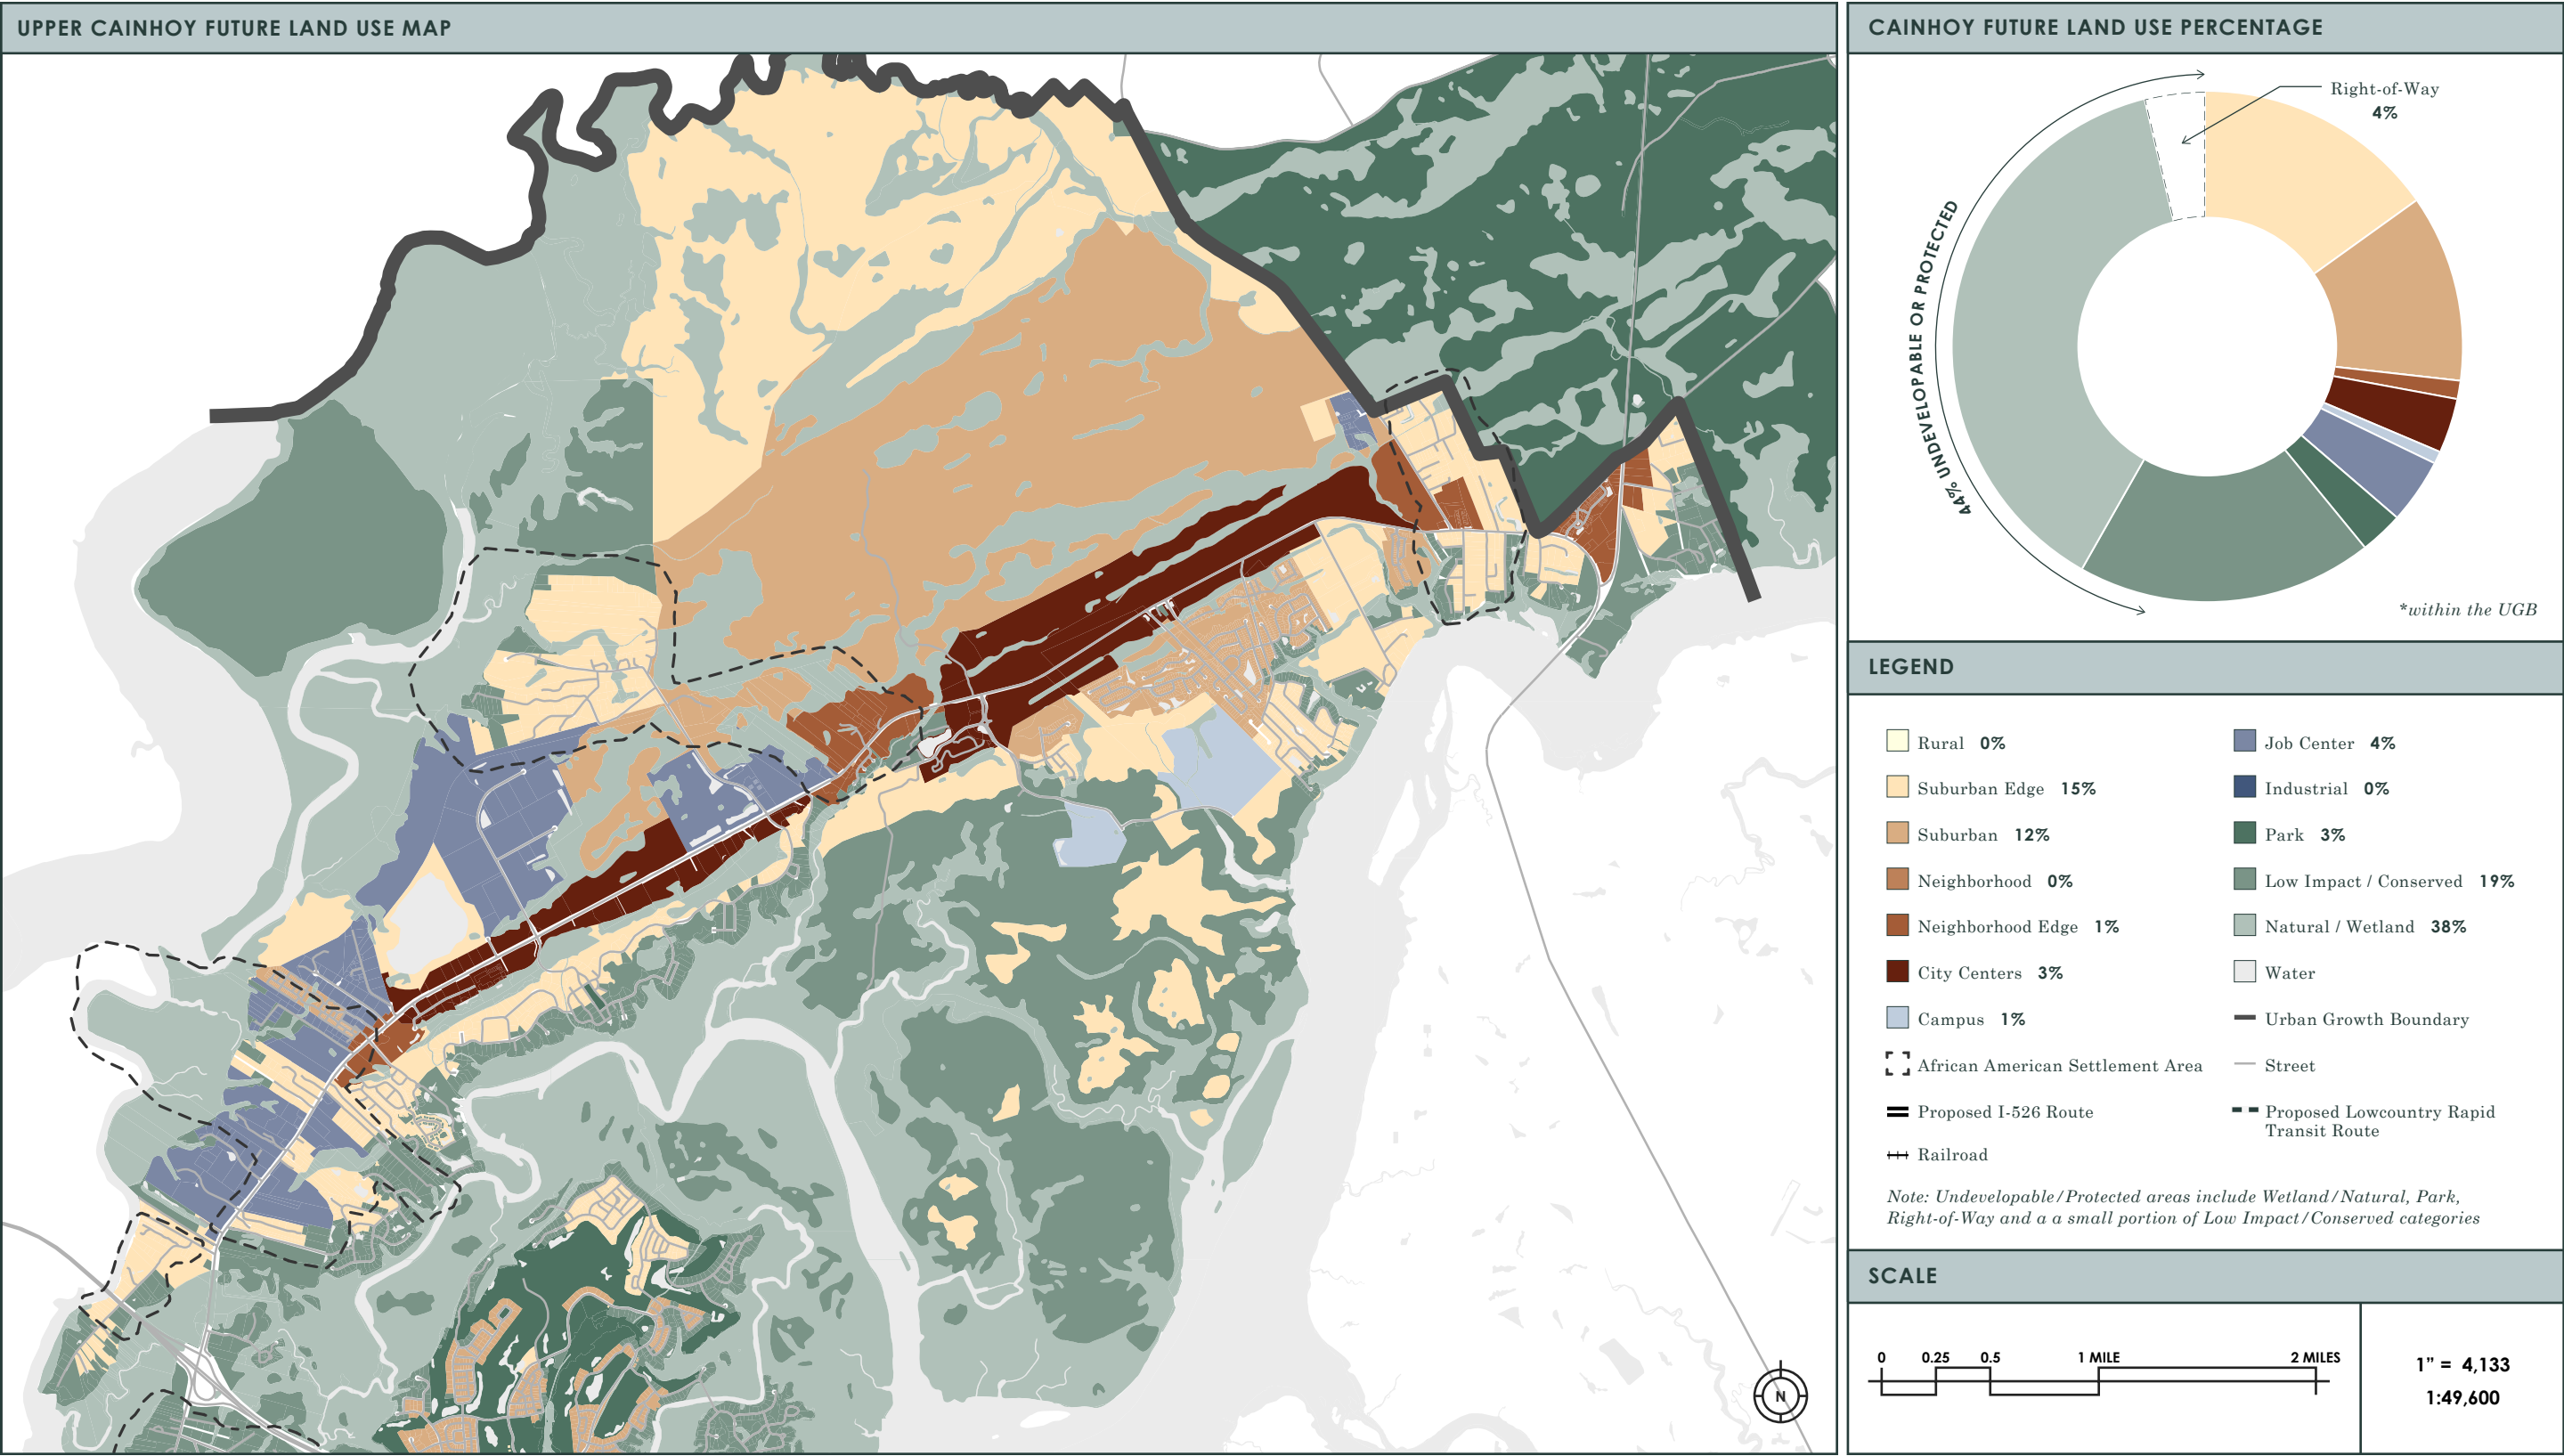 UPPER CAINHOY FUTURE LAND USE MAP
N
CAINHOY FUTURE LAND USE PERCENTAGE
Right-of-Way
4%
44% UNDEVELOPABLE OR PROTECTED
*within the UGB
LEGEND
Rural 0%
Suburban Edge 15%
Suburban 12%
Neighborhood 0%
Neighborhood Edge 1%
City Centers 3%
Campus 1%
African American Settlement Area
Proposed I-526 Route
Railroad
Job Center 4%
Industrial 0%
Park 3%
Low Impact / Conserved 19%
Natural / Wetland 38%
Water
Urban Growth Boundary
Street
Proposed Lowcountry Rapid
Transit Route
Note: Undevelopable/Protected areas include Wetland/Natural, Park,
Right-of-Way and a a small portion of Low Impact/Conserved categories
SCALE
0 0.25 0.5 1 MILE 2 MILES
1" = 4,133
1:49,600